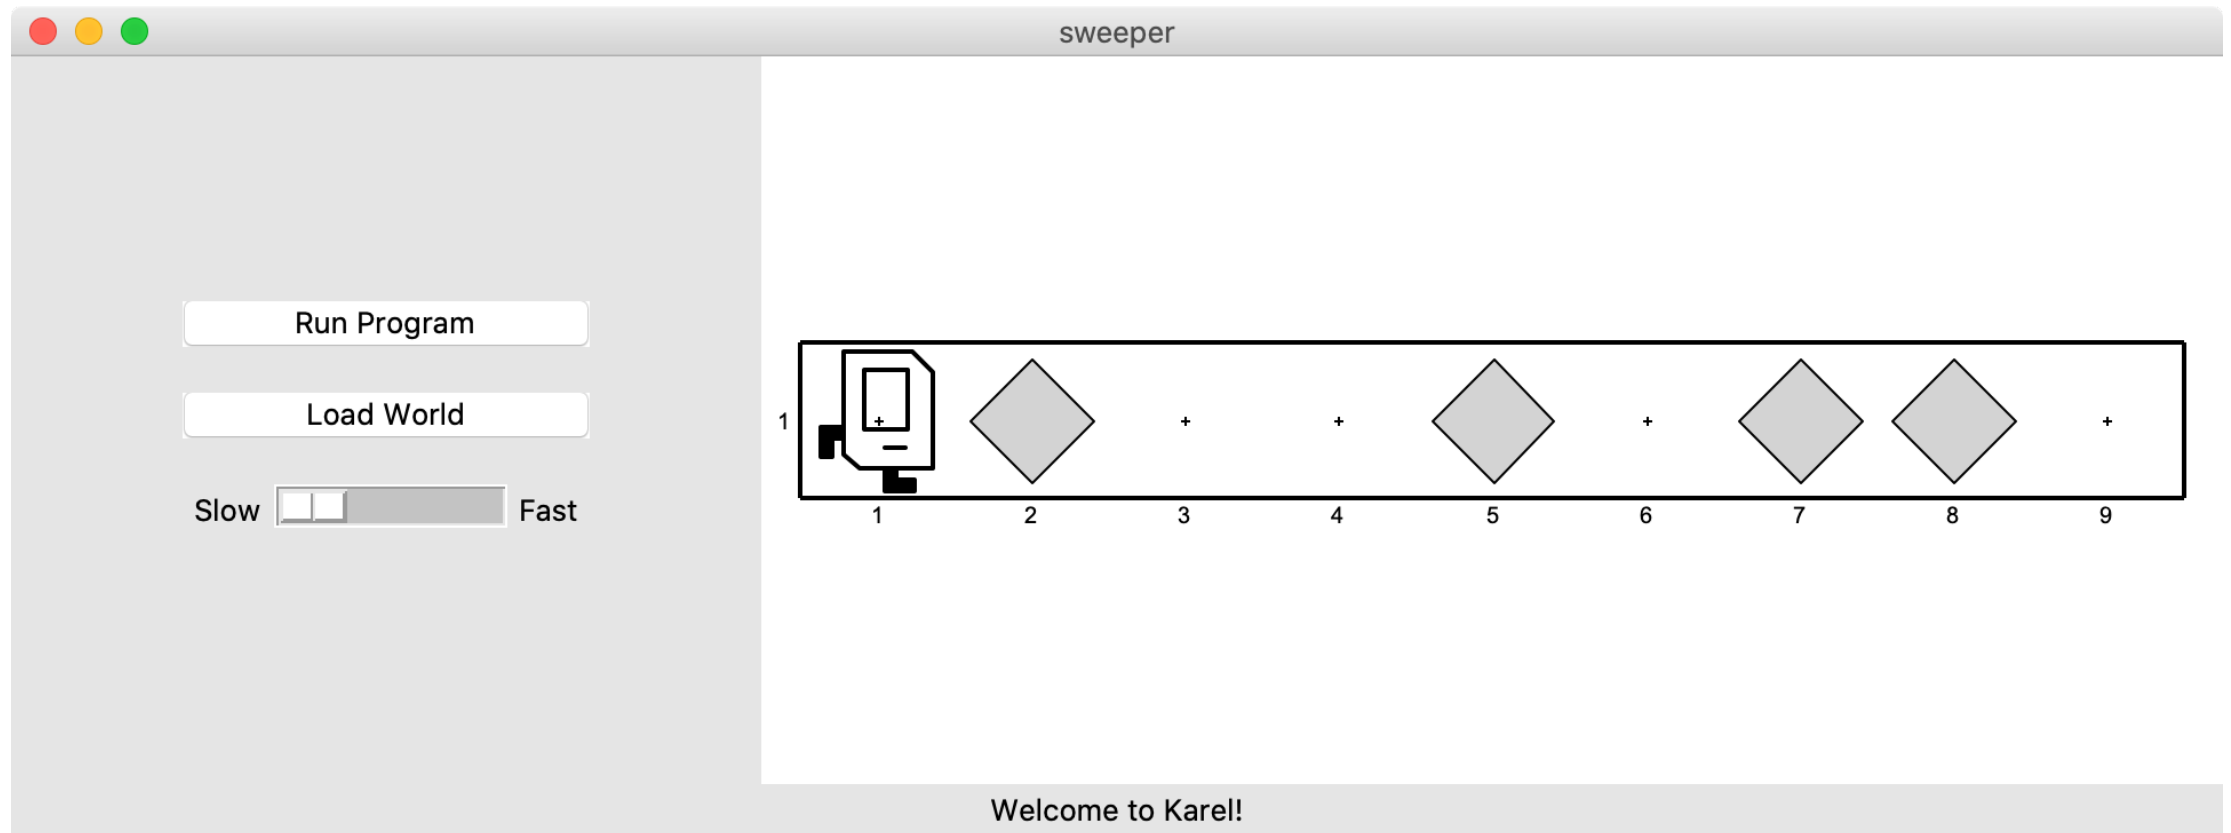 sweeper
Run Program
Load World
Slow Fast
1
1 2 3 4 5 6 7 8 9
Welcome to Karel!